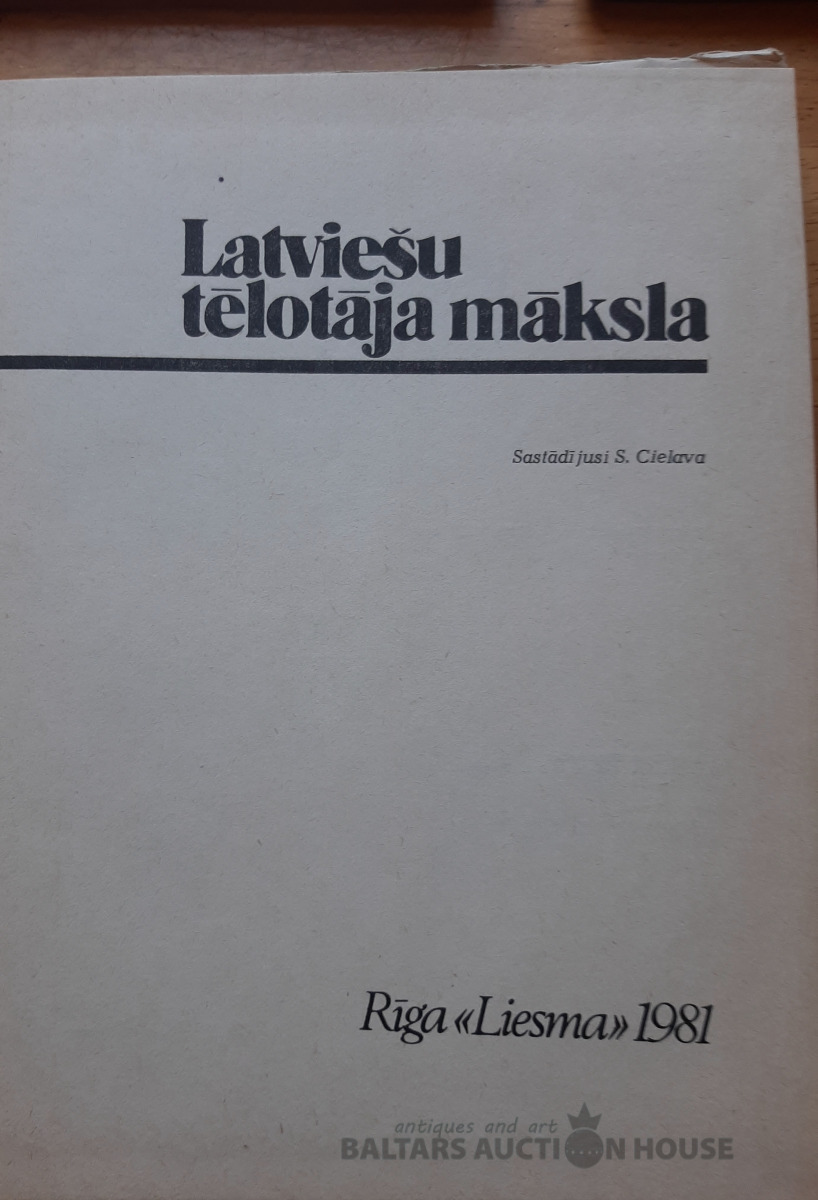 Latviešu
tēlotāja māksla
Sastādījusi S. Cielava
Rīga «Liesma» 1981
antiques and art
BALTARS AUCTION HOUSE